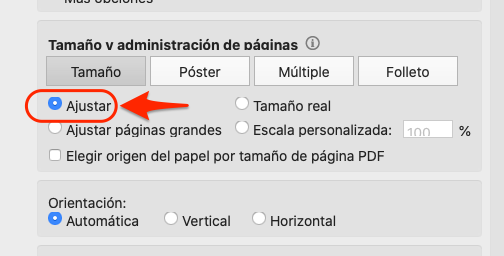 Más opciones
Tamaño y administración de páginas
Tamaño Póster Múltiple Folleto
Ajustar Tamaño real
Ajustar páginas grandes Escala personalizada: 100 %
Elegir origen del papel por tamaño de página PDF
Orientación:
Automática Vertical Horizontal